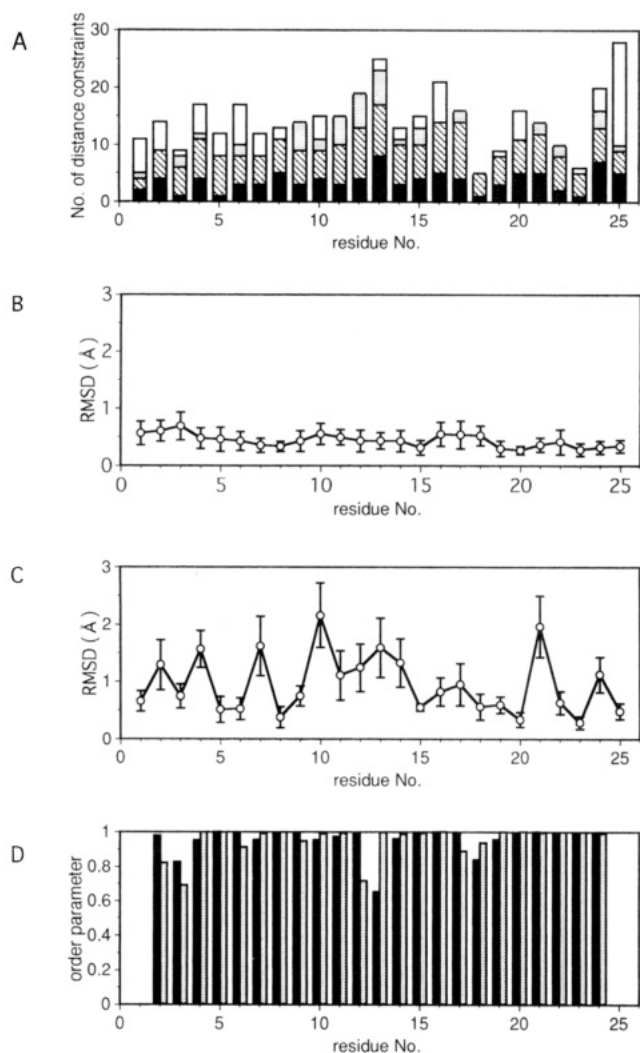 A
No. of distance constraints
30
20
10
0
0 5 10 15 20 25
residue No.
B
RMSD (Å)
3
2
1
0
0 5 10 15 20 25
residue No.
C
RMSD (Å)
3
2
1
0
0 5 10 15 20 25
residue No.
D
order parameter
1
0.8
0.6
0.4
0.2
0
0 5 10 15 20 25
residue No.